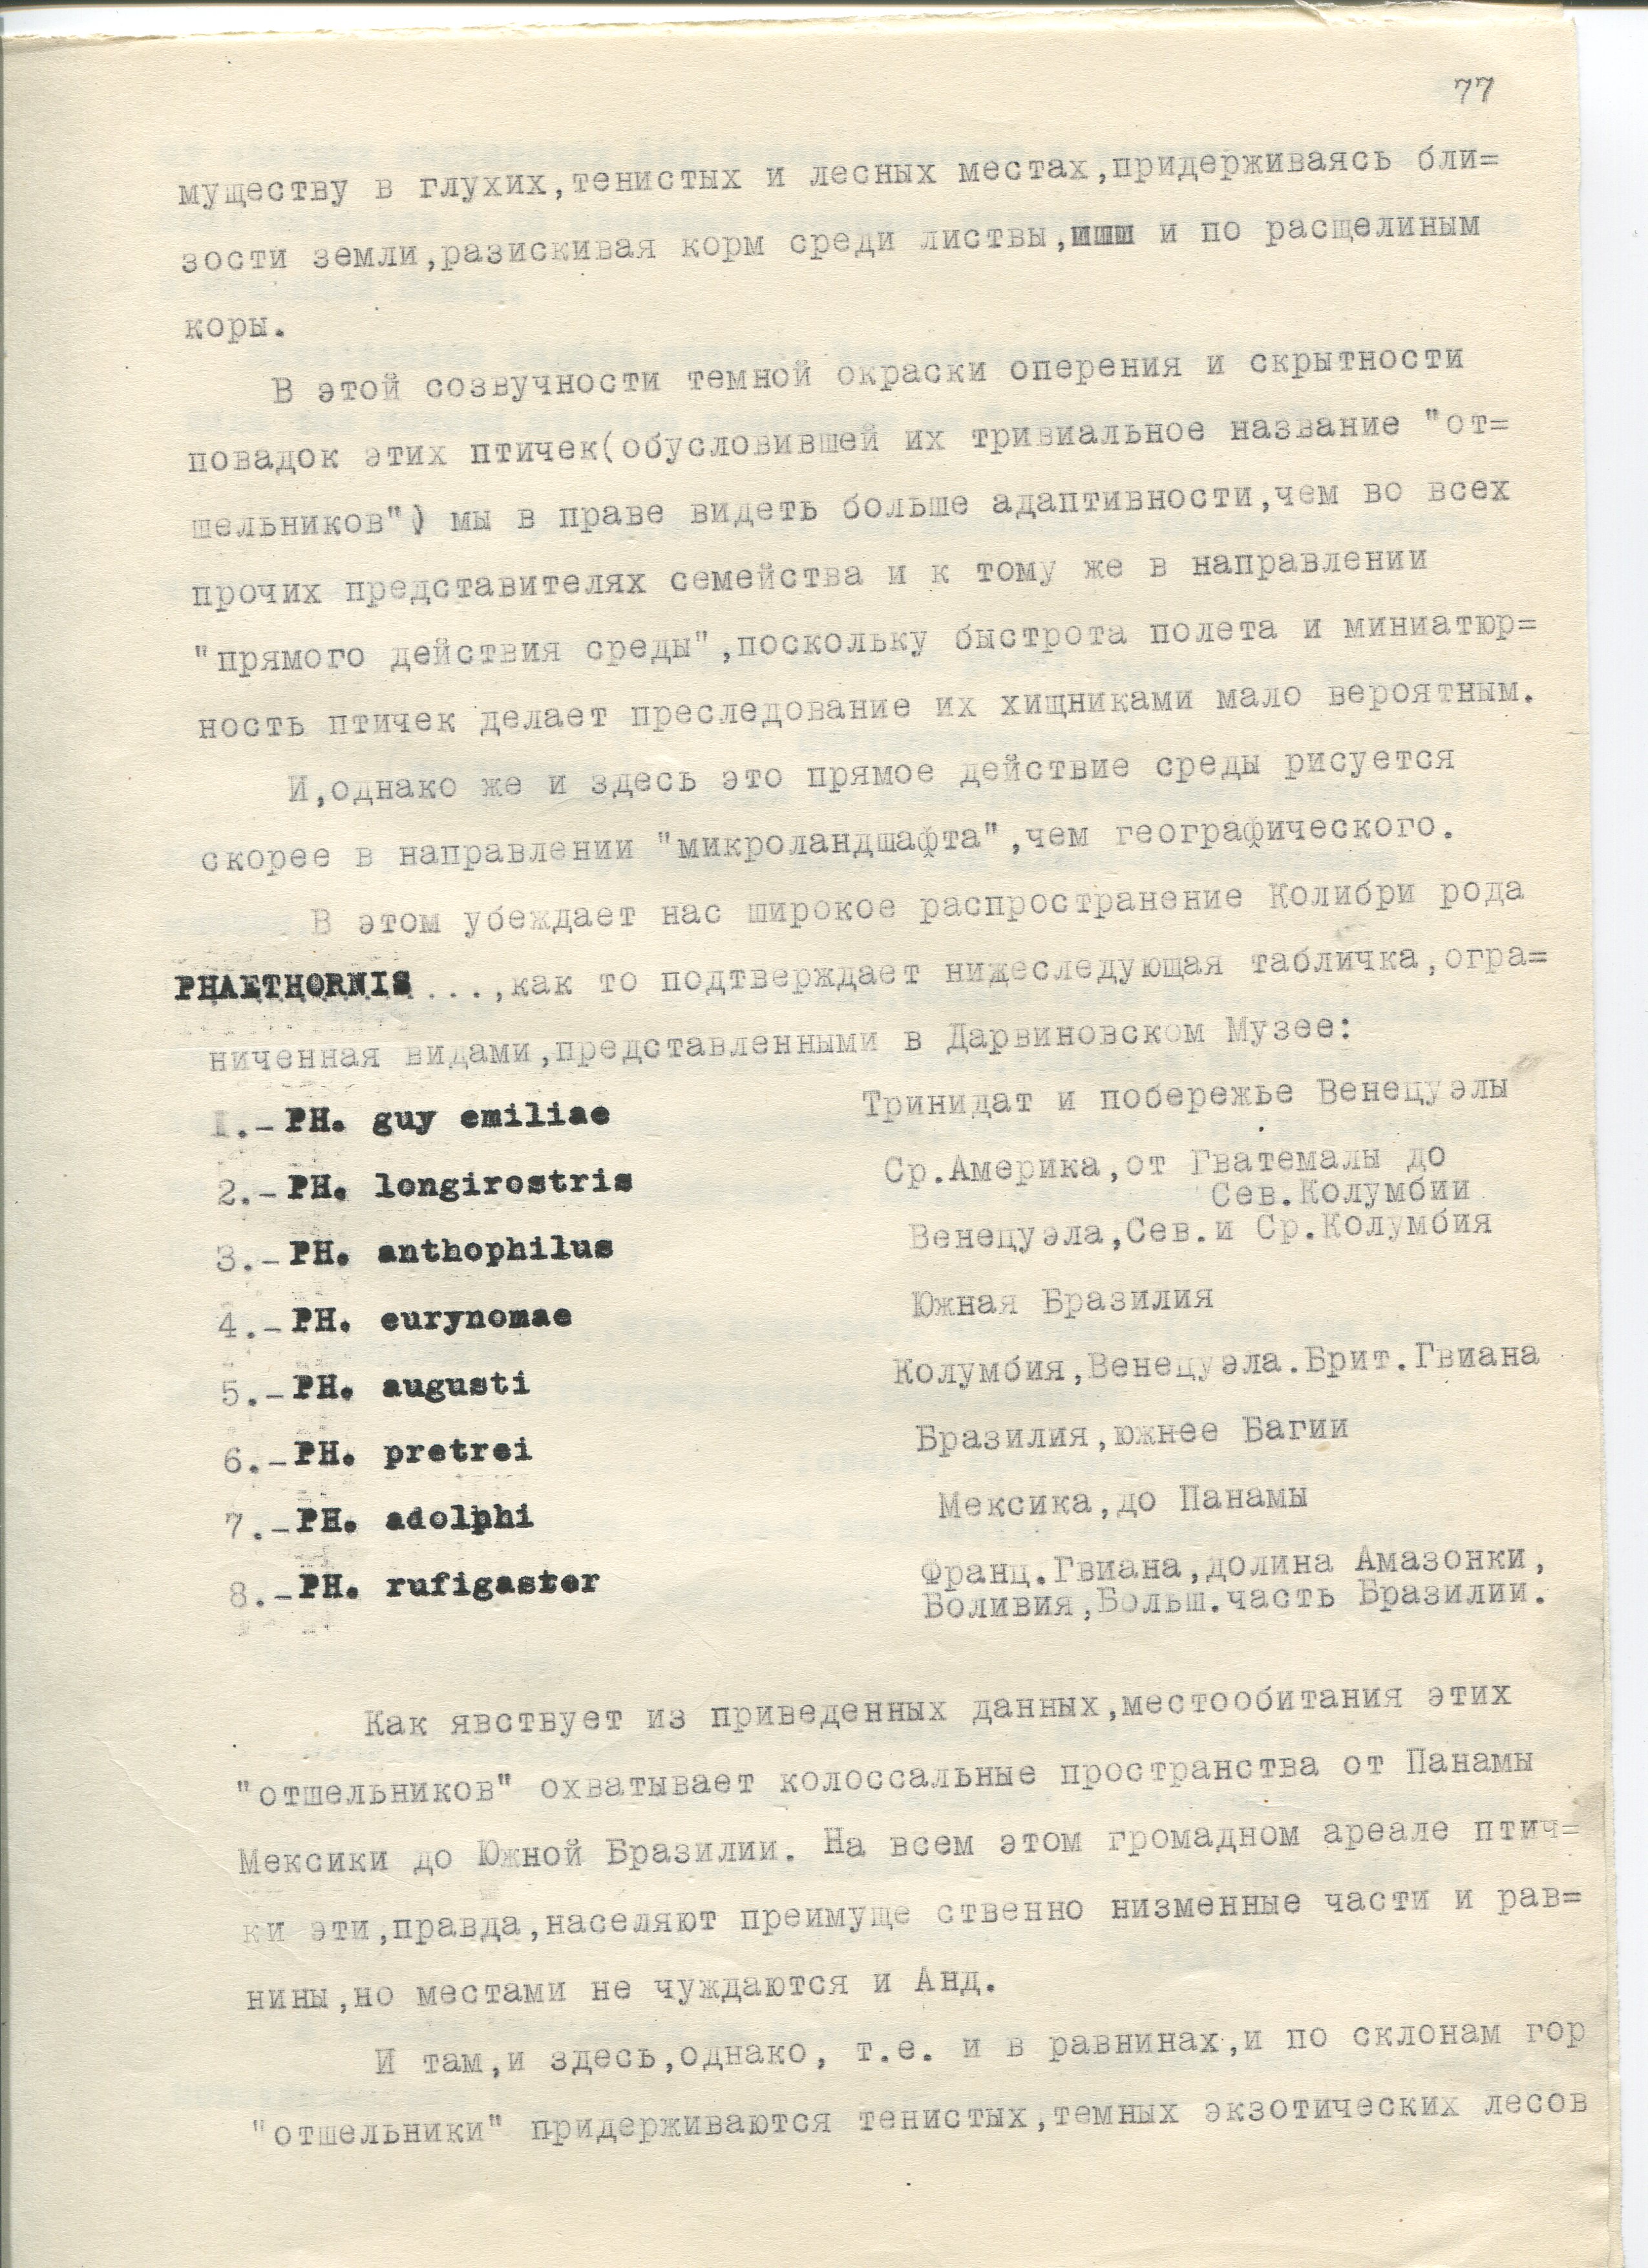 77
муществу в глухих,тенистых и лесных местах,придерживаясь бли=
зости земли,разискивая корм среди листвы, и по расщелиным
коры.
В этой созвучности темной окраски оперения и скрытности
повадок этих птичек(обусловившей их тривиальное название "от=
шельников") мы в праве видеть больше адаптивности,чем во всех
прочих представителях семейства и к тому же в направлении
"прямого действия среды",поскольку быстрота полета и миниатюр=
ность птичек делает преследование их хищниками мало вероятным.
И,однако же и здесь это прямое действие среды рисуется
скорее в направлении "микроландшафта",чем географического.
В этом убеждает нас широкое распространение Колибри рода
PHAETHORNIS...,как то подтверждает нижеследующая табличка,огра=
ниченная видами,представленными в Дарвиновском Музее:
1.- PH. guy emiliae Тринидат и побережье Венецуэлы
2.- PH. longirostris Ср.Америка,от Гватемалы до
Сев.Колумбии
3.- PH. anthophilus Венецуэла,Сев.и Ср.Колумбия
4.- PH. eurynomae Южная Бразилия
5.- PH. augusti Колумбия,Венецуэла.Брит.Гвиана
6.- PH. pretrei Бразилия,южнее Багии
7.- PH. adolphi Мексика,до Панамы
8.- PH. rufigaster Франц.Гвиана,долина Амазонки,
Боливия,Больш.часть Бразилии.
Как явствует из приведенных данных,местообитания этих
"отшельников" охватывает колоссальные пространства от Панамы
Мексики до Южной Бразилии. На всем этом громадном ареале птич=
ки эти,правда,населяют преимуще ственно низменные части и рав=
нины,но местами не чуждаются и Анд.
И там,и здесь,однако, т.е. и в равнинах,и по склонам гор
"отшельники" придерживаются тенистых,темных экзотических лесов